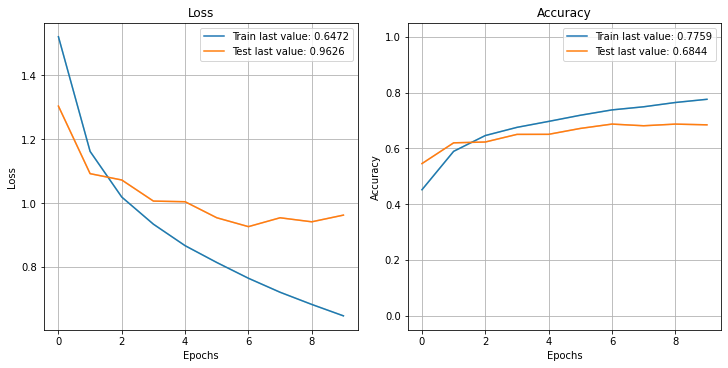 Loss
Train last value: 0.6472
Test last value: 0.9626
1.4
1.2
1.0
0.8
Loss
0
2
4
6
8
Epochs
Accuracy
Train last value: 0.7759
Test last value: 0.6844
1.0
0.8
0.6
0.4
0.2
0.0
Accuracy
0
2
4
6
8
Epochs